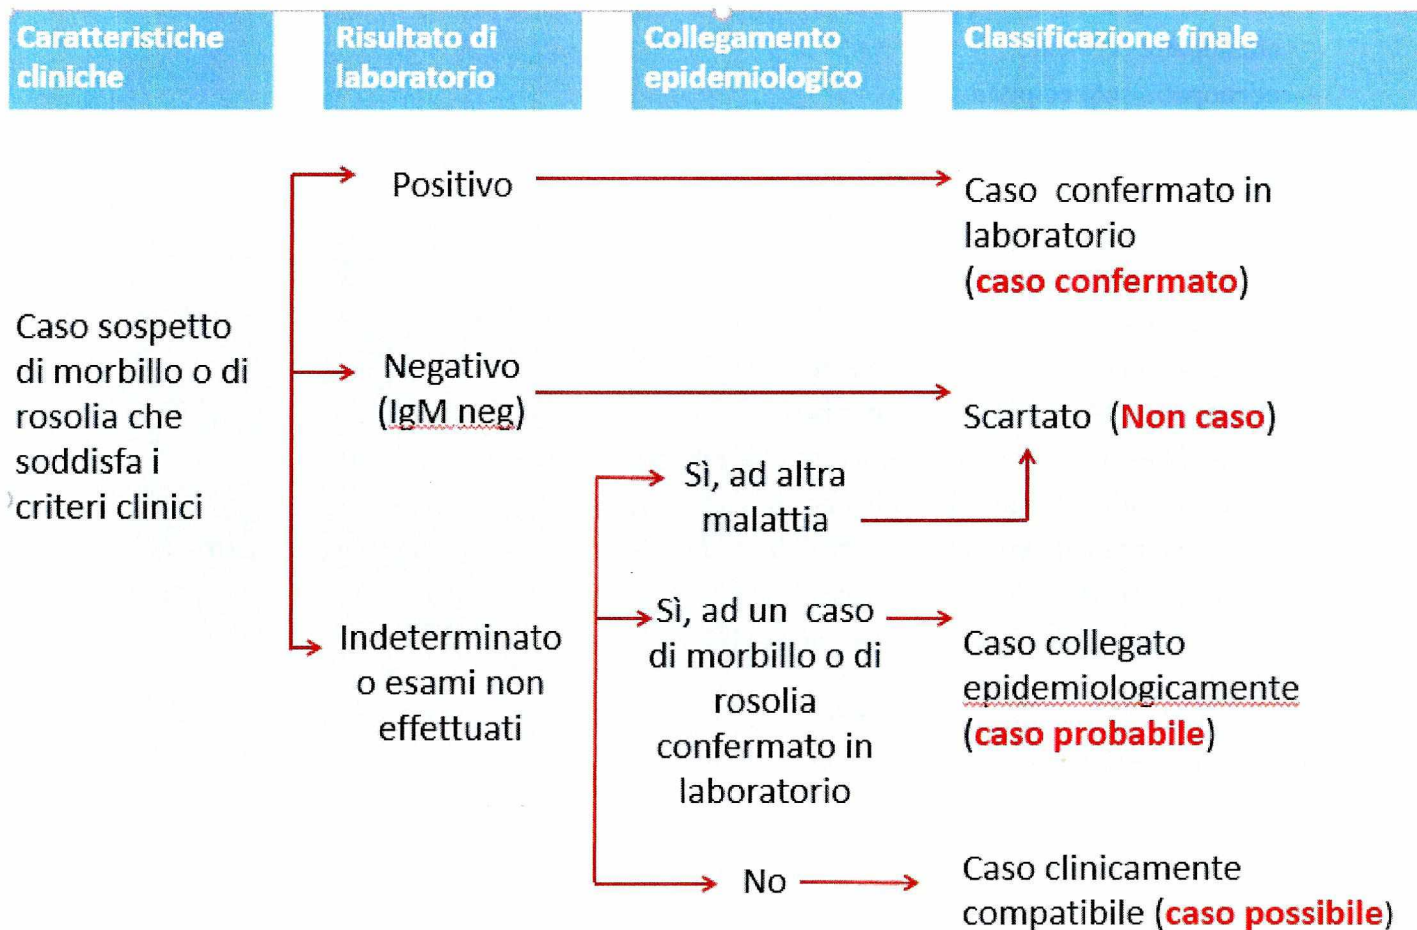 Caratteristiche
cliniche
Risultato di
laboratorio
Collegamento
epidemiologico
Classificazione finale
Positivo
Caso confermato in
laboratorio
(caso confermato)
Caso sospetto
di morbillo o di
rosolia che
soddisfa i
criteri clinici
Negativo
(IgM neg)
Scartato (Non caso)
Sì, ad altra
malattia
Indeterminato
o esami non
effettuati
Sì, ad un caso
di morbillo o di
rosolia
confermato in
laboratorio
Caso collegato
epidemiologicamente
(caso probabile)
No
Caso clinicamente
compatibile (caso possibile)